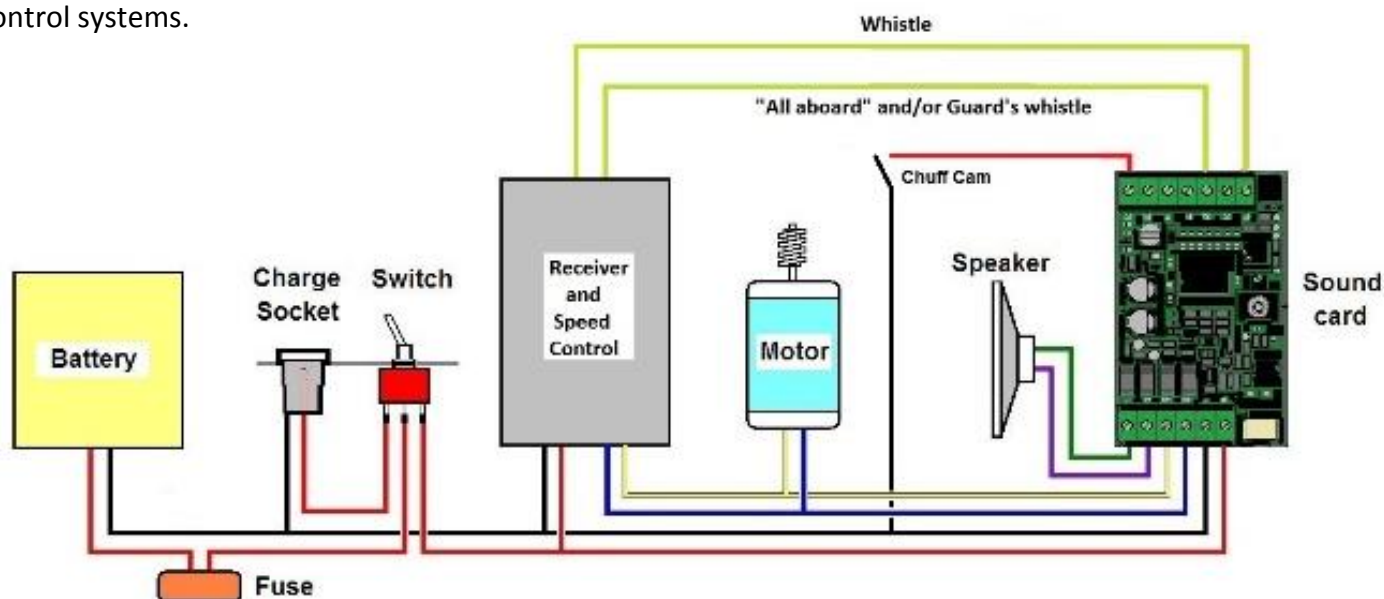 ontrol systems.
Whistle
"All aboard" and/or Guard's whistle
Chuff Cam
Charge
Socket
Switch
Receiver
and
Speed
Control
Speaker
Sound
card
Battery
Motor
Fuse